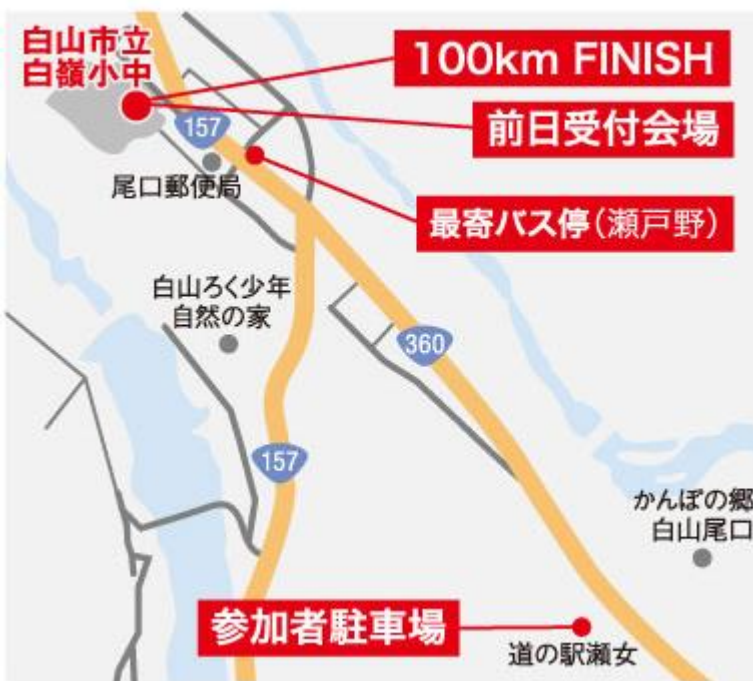 白山市立
白嶺小中
100km FINISH
前日受付会場
157
尾口郵便局
最寄バス停(瀬戸野)
白山ろく少年
自然の家
360
157
かんぽの郷
白山尾口
参加者駐車場
道の駅瀬女